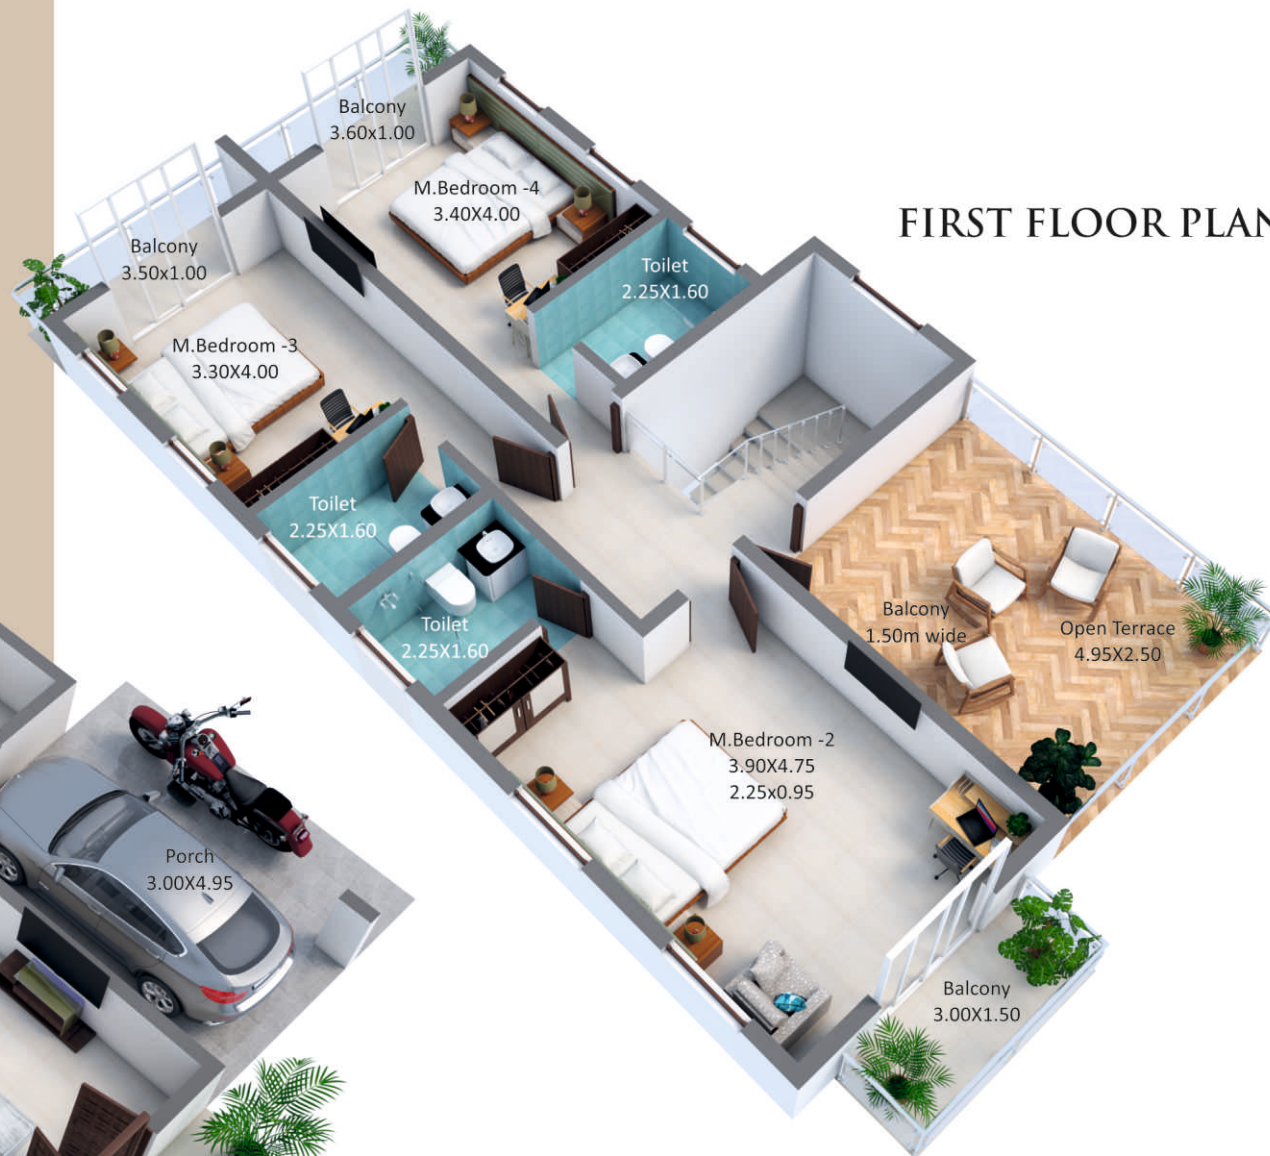 FIRST FLOOR PLAN
Balcony
3.60x1.00
M.Bedroom -4
3.40X4.00
Balcony
3.50x1.00
Toilet
2.25X1.60
M.Bedroom -3
3.30X4.00
Toilet
2.25X1.60
Toilet
2.25X1.60
Balcony
1.50m wide
Open Terrace
4.95X2.50
M.Bedroom -2
3.90X4.75
2.25x0.95
Porch
3.00X4.95
Balcony
3.00X1.50